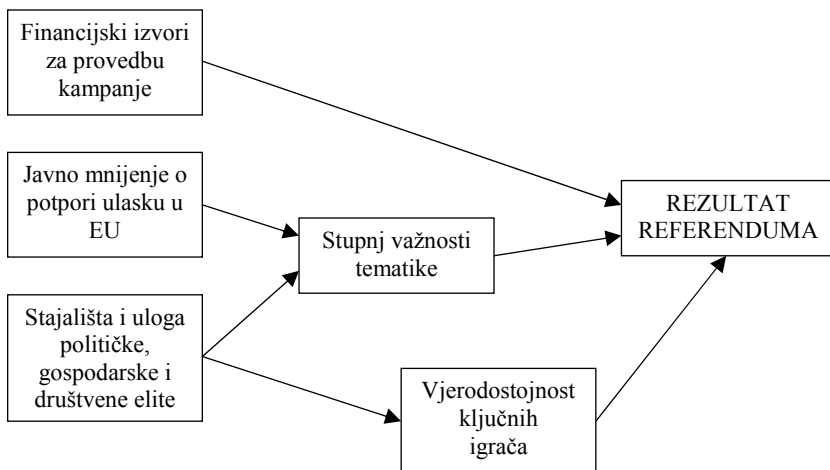 Financijski izvori
za provedbu
kampanje
Javno mnijenje o
potpori ulasku u
EU
Stajališta i uloga
političke,
gospodarske i
društvene elite
Stupnj važnosti
tematike
Vjerodostojnost
ključnih
igrača
REZULTAT
REFERENDUMA